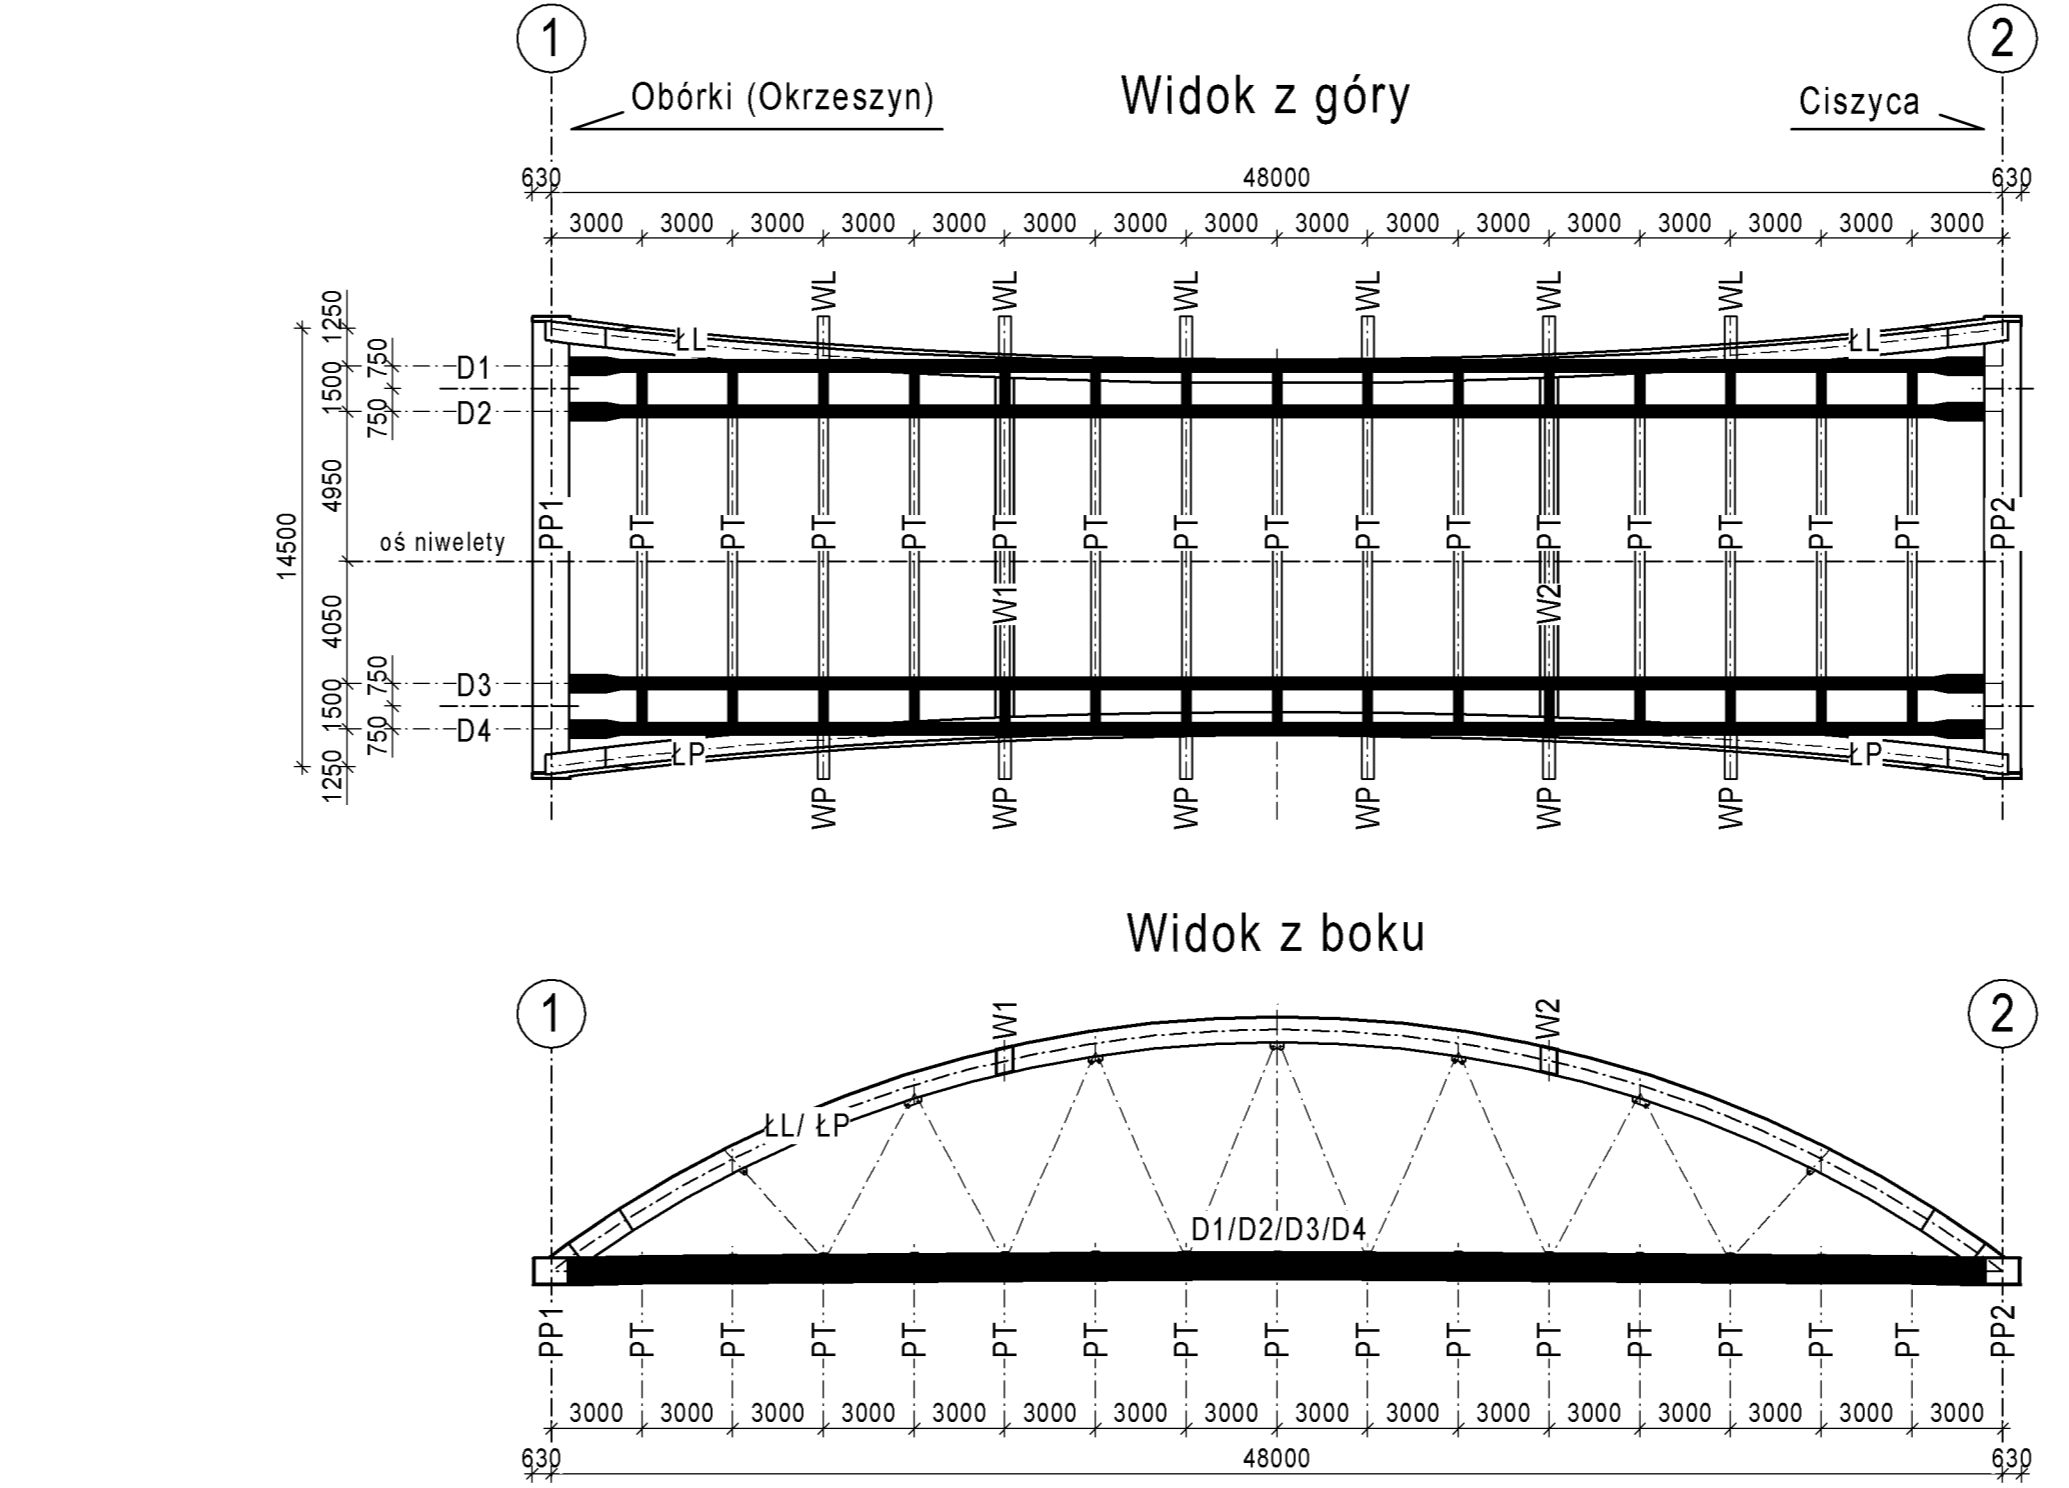 1 2
Obórki (Okrzeszyn) Widok z góry Ciszyca
630 48000 630
3000 3000 3000 3000 3000 3000 3000 3000 3000 3000 3000 3000 3000 3000 3000 3000
WL WL WL WL WL WL
1250
ŁL ŁL
750
D1
1500
750
D2
4950
14500
PP1 PT PT PT PT PT PT PT PT PT PT PT PT PT PT PT PP2
oś niwelety
W1 W2
4050
750
D3
1500
750
D4
1250
ŁP ŁP
WP WP WP WP WP WP
Widok z boku
1 2
W1 W2
ŁL/ ŁP
D1/D2/D3/D4
PP1 PT PT PT PT PT PT PT PT PT PT PT PT PT PT PT PP2
3000 3000 3000 3000 3000 3000 3000 3000 3000 3000 3000 3000 3000 3000 3000 3000
630 48000 630